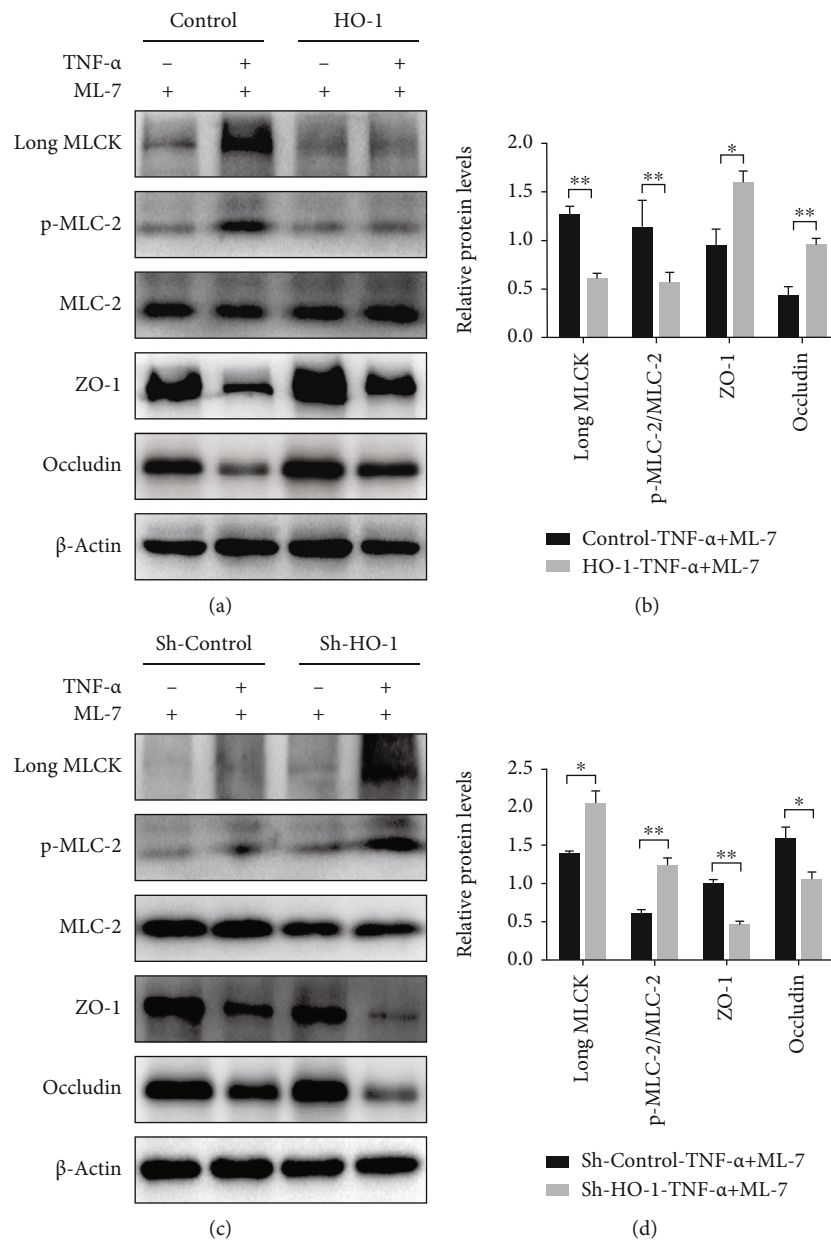 Control HO-1
TNF-α – + – +
ML-7 + + + +
Long MLCK
p-MLC-2
MLC-2
ZO-1
Occludin
β-Actin
(a)
Relative protein levels
2.0
1.5
1.0
0.5
0.0
** ** * **
Long MLCK
p-MLC-2/MLC-2
ZO-1
Occludin
Control-TNF-α+ML-7
HO-1-TNF-α+ML-7
(b)
Sh-Control Sh-HO-1
TNF-α – + – +
ML-7 + + + +
Long MLCK
p-MLC-2
MLC-2
ZO-1
Occludin
β-Actin
(c)
Relative protein levels
2.5
2.0
1.5
1.0
0.5
0.0
* ** ** *
Long MLCK
p-MLC-2/MLC-2
ZO-1
Occludin
Sh-Control-TNF-α+ML-7
Sh-HO-1-TNF-α+ML-7
(d)